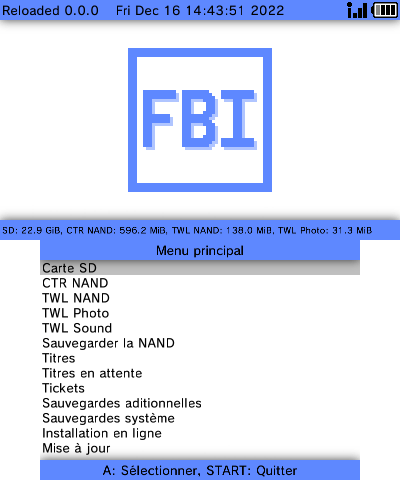 Reloaded 0.0.0 Fri Dec 16 14:43:51 2022
FBI
SD: 22.9 GiB, CTR NAND: 596.2 MiB, TWL NAND: 138.0 MiB, TWL Photo: 31.3 MiB
Menu principal
Carte SD
CTR NAND
TWL NAND
TWL Photo
TWL Sound
Sauvegarder la NAND
Titres
Titres en attente
Tickets
Sauvegardes aditionnelles
Sauvegardes système
Installation en ligne
Mise à jour
A: Sélectionner, START: Quitter